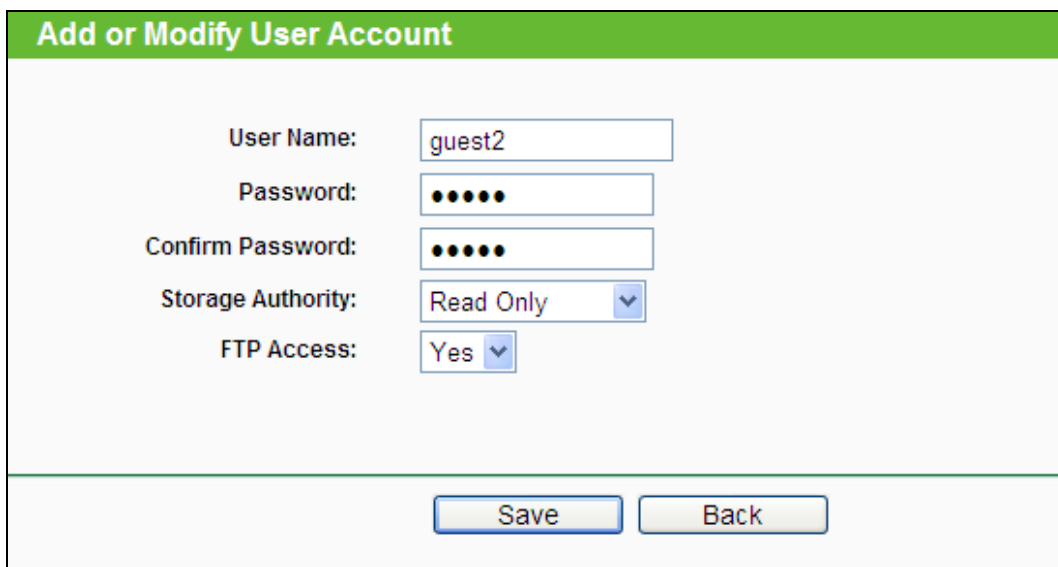 Add or Modify User Account
User Name: guest2
Password: •••••
Confirm Password: •••••
Storage Authority: Read Only
FTP Access: Yes
Save Back